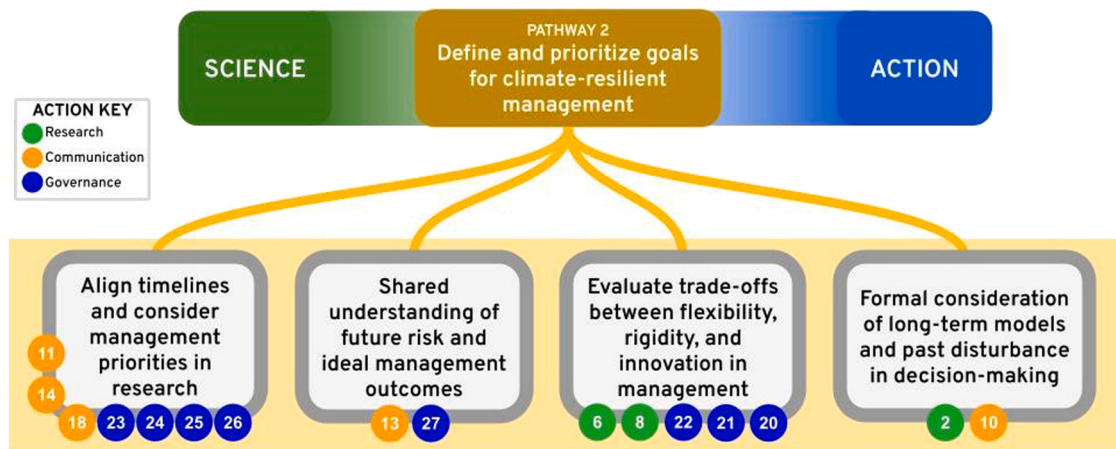 SCIENCE
PATHWAY 2
Define and prioritize goals
for climate-resilient
management
ACTION
ACTION KEY
Research
Communication
Governance
Align timelines
and consider
management
priorities in
research
11
14
18 23 24 25 26
Shared
understanding of
future risk and
ideal management
outcomes
13 27
Evaluate trade-offs
between flexibility,
rigidity, and
innovation in
management
6 8 22 21 20
Formal consideration
of long-term models
and past disturbance
in decision-making
2 10